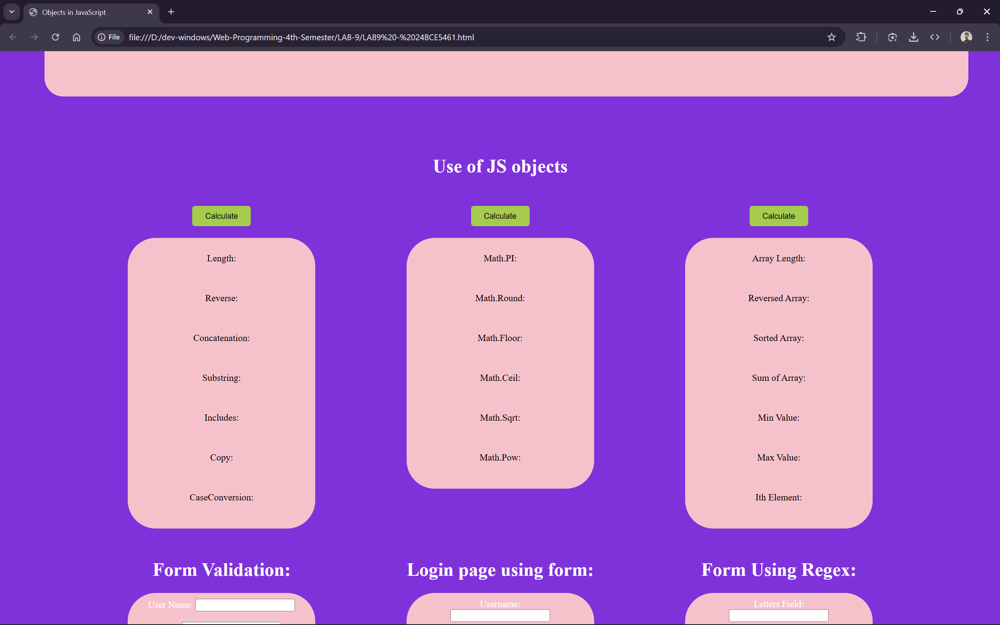 Objects in JavaScript
File
file:///D:/dev-windows/Web-Programming-4th-Semester/LAB-9/LAB9%20-%2024BCE5461.html
Use of JS objects
Calculate
Calculate
Calculate
Length:
Reverse:
Concatenation:
Substring:
Includes:
Copy:
CaseConversion:
Math.PI:
Math.Round:
Math.Floor:
Math.Ceil:
Math.Sqrt:
Math.Pow:
Array Length:
Reversed Array:
Sorted Array:
Sum of Array:
Min Value:
Max Value:
Ith Element:
Form Validation:
User Name:
Login page using form:
Username:
Form Using Regex:
Letters Field: